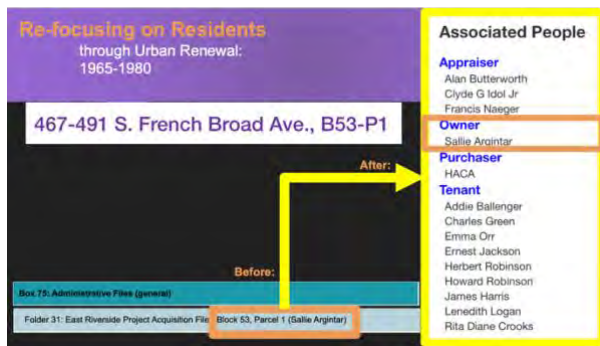 Re-focusing on Residents
through Urban Renewal:
1965-1980
467-491 S. French Broad Ave., B53-P1
After:
Before:
Box 75: Administrative Files (general)
Folder 31: East Riverside Project Acquisition File: Block 53, Parcel 1 (Sallie Argintar)
Associated People
Appraiser
Alan Butterworth
Clyde G Idol Jr
Francis Naeger
Owner
Sallie Argintar
Purchaser
HACA
Tenant
Addie Ballenger
Charles Green
Emma Orr
Ernest Jackson
Herbert Robinson
Howard Robinson
James Harris
Lenedith Logan
Rita Diane Crooks